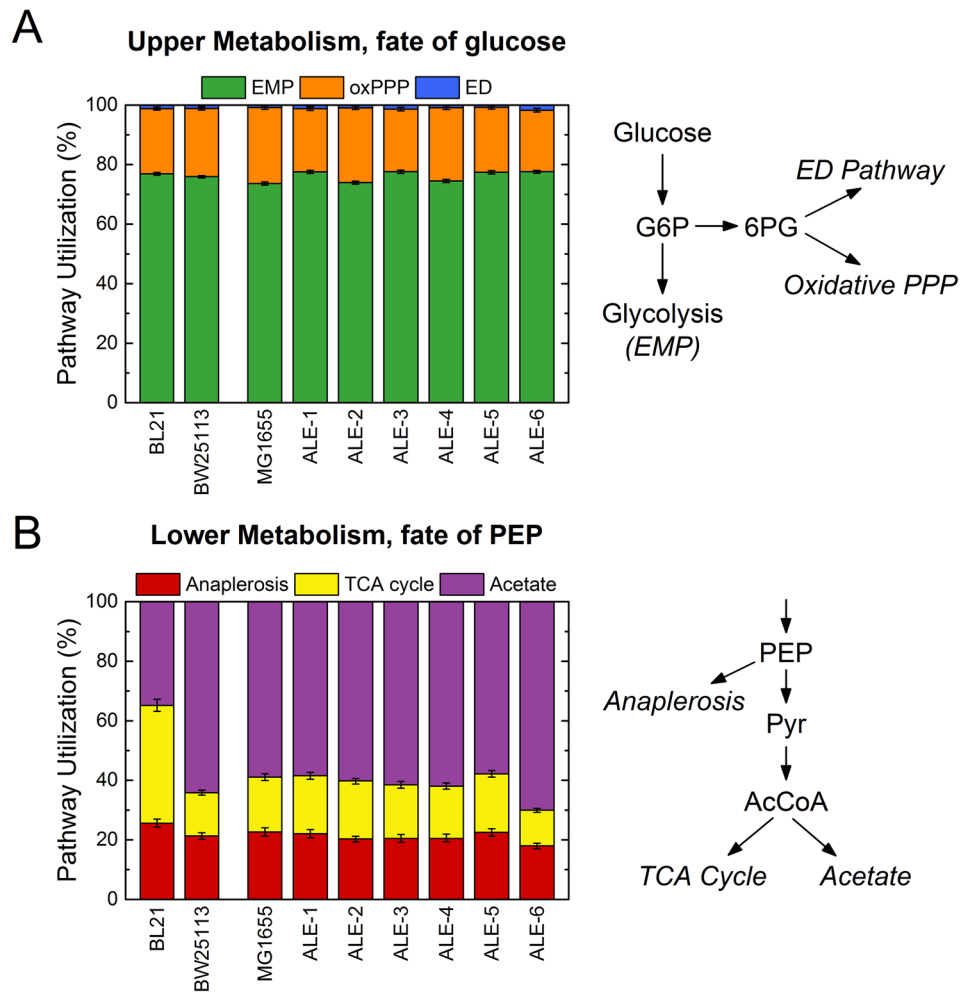 A
Upper Metabolism, fate of glucose
EMP oxPPP ED
Pathway Utilization (%)
100
80
60
40
20
0
BL21
BW25113
MG1655
ALE-1
ALE-2
ALE-3
ALE-4
ALE-5
ALE-6
Glucose
ED Pathway
G6P 6PG
Oxidative PPP
Glycolysis
(EMP)
B
Lower Metabolism, fate of PEP
Anaplerosis TCA cycle Acetate
Pathway Utilization (%)
100
80
60
40
20
0
BL21
BW25113
MG1655
ALE-1
ALE-2
ALE-3
ALE-4
ALE-5
ALE-6
PEP
Anaplerosis
Pyr
AcCoA
TCA Cycle Acetate